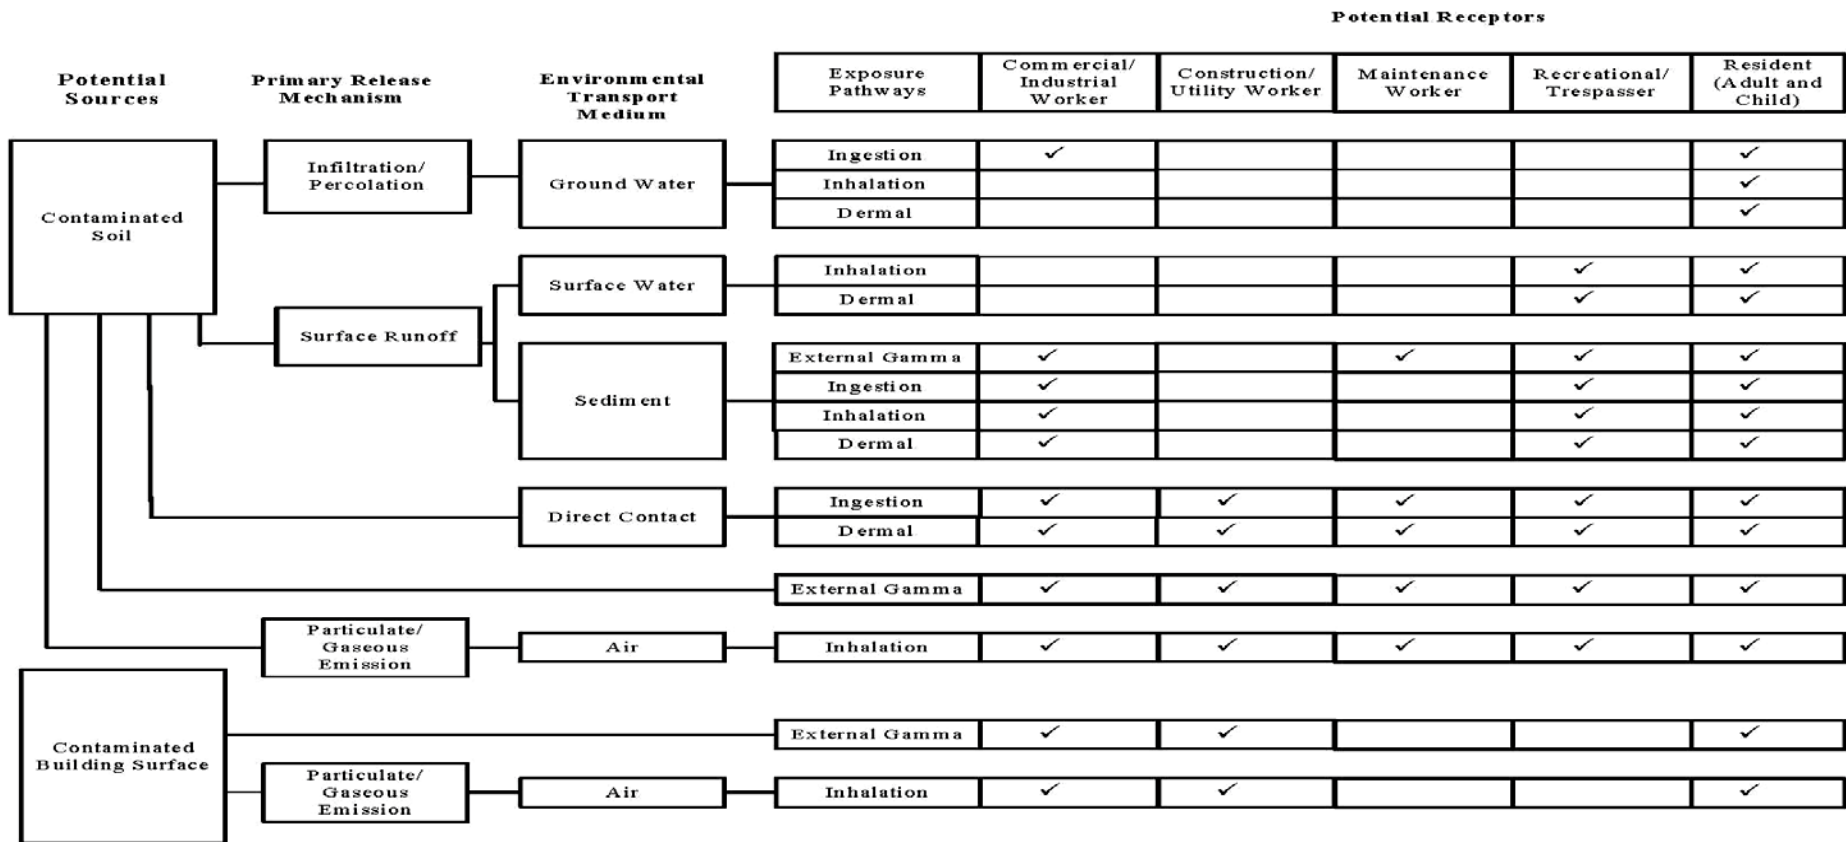 Potential Receptors
Potential
Sources
Primary Release
Mechanism
Environmental
Transport
Medium
Exposure
Pathways
Commercial/
Industrial
Worker
Construction/
Utility Worker
Maintenance
Worker
Recreational/
Trespasser
Resident
(Adult and
Child)
Contaminated
Soil
Infiltration/
Percolation
Ground Water
Ingestion ✓ ✓
Inhalation ✓
Dermal ✓
Surface Runoff
Surface Water
Inhalation ✓ ✓
Dermal ✓ ✓
Sediment
External Gamma ✓ ✓ ✓ ✓
Ingestion ✓ ✓ ✓
Inhalation ✓ ✓ ✓
Dermal ✓ ✓ ✓
Direct Contact
Ingestion ✓ ✓ ✓ ✓ ✓
Dermal ✓ ✓ ✓ ✓ ✓
External Gamma ✓ ✓ ✓ ✓ ✓
Particulate/
Gaseous
Emission
Air
Inhalation ✓ ✓ ✓ ✓ ✓
Contaminated
Building Surface
External Gamma ✓ ✓ ✓
Particulate/
Gaseous
Emission
Air
Inhalation ✓ ✓ ✓